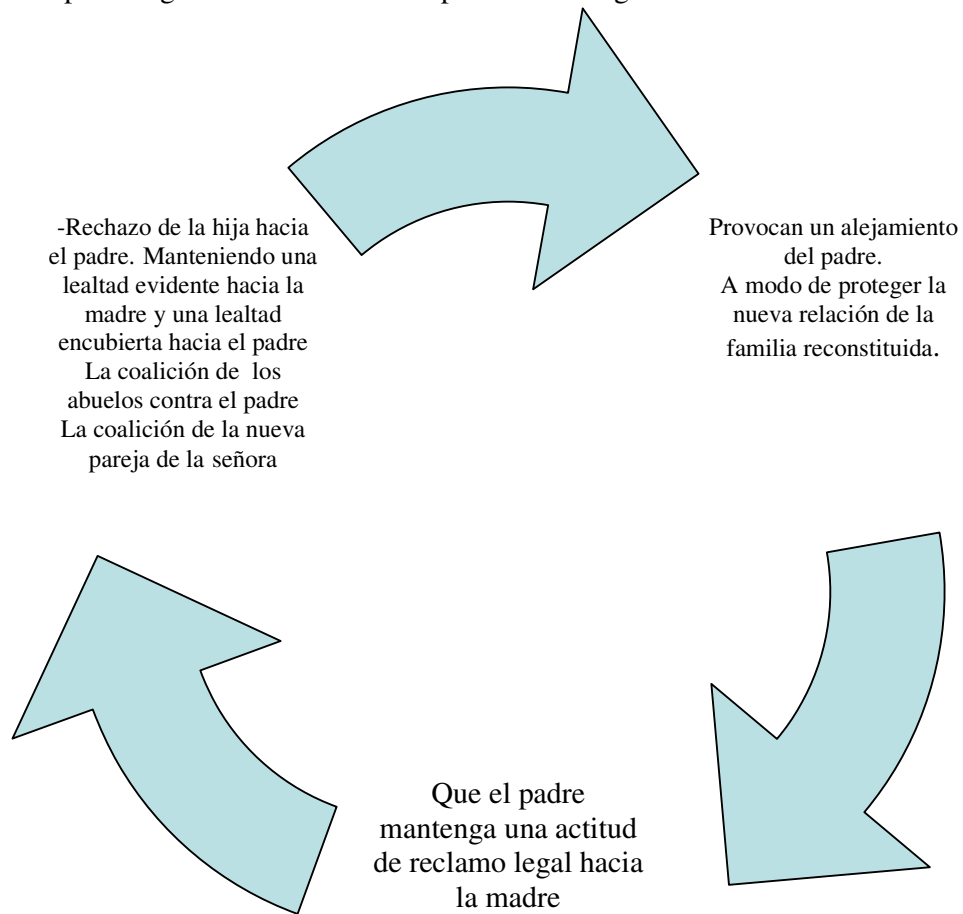 -Rechazo de la hija hacia
el padre. Manteniendo una
lealtad evidente hacia la
madre y una lealtad
encubierta hacia el padre
La coalición de los
abuelos contra el padre
La coalición de la nueva
pareja de la señora
Provocan un alejamiento
del padre.
A modo de proteger la
nueva relación de la
familia reconstituida.
Que el padre
mantenga una actitud
de reclamo legal hacia
la madre